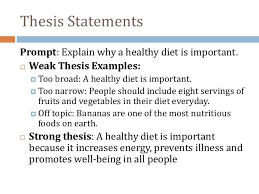 Thesis Statements
Prompt: Explain why a healthy diet is important.
Weak Thesis Examples:
Too broad: A healthy diet is important.
Too narrow: People should include eight servings of
fruits and vegetables in their diet everyday.
Off topic: Bananas are one of the most nutritious
foods on earth.
Strong thesis: A healthy diet is important
because it increases energy, prevents illness and
promotes well-being in all people